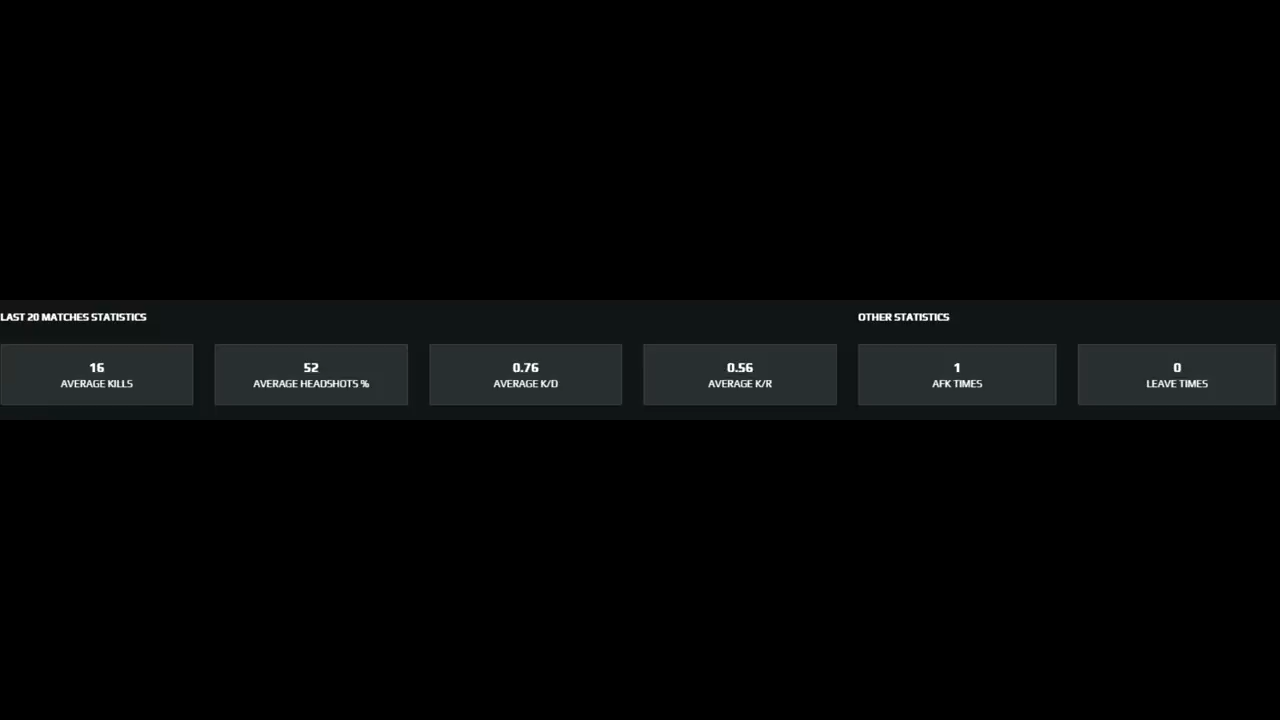 LAST 20 MATCHES STATISTICS
OTHER STATISTICS
16
AVERAGE KILLS
52
AVERAGE HEADSHOTS %
0.76
AVERAGE K/D
0.56
AVERAGE K/R
1
AFK TIMES
0
LEAVE TIMES